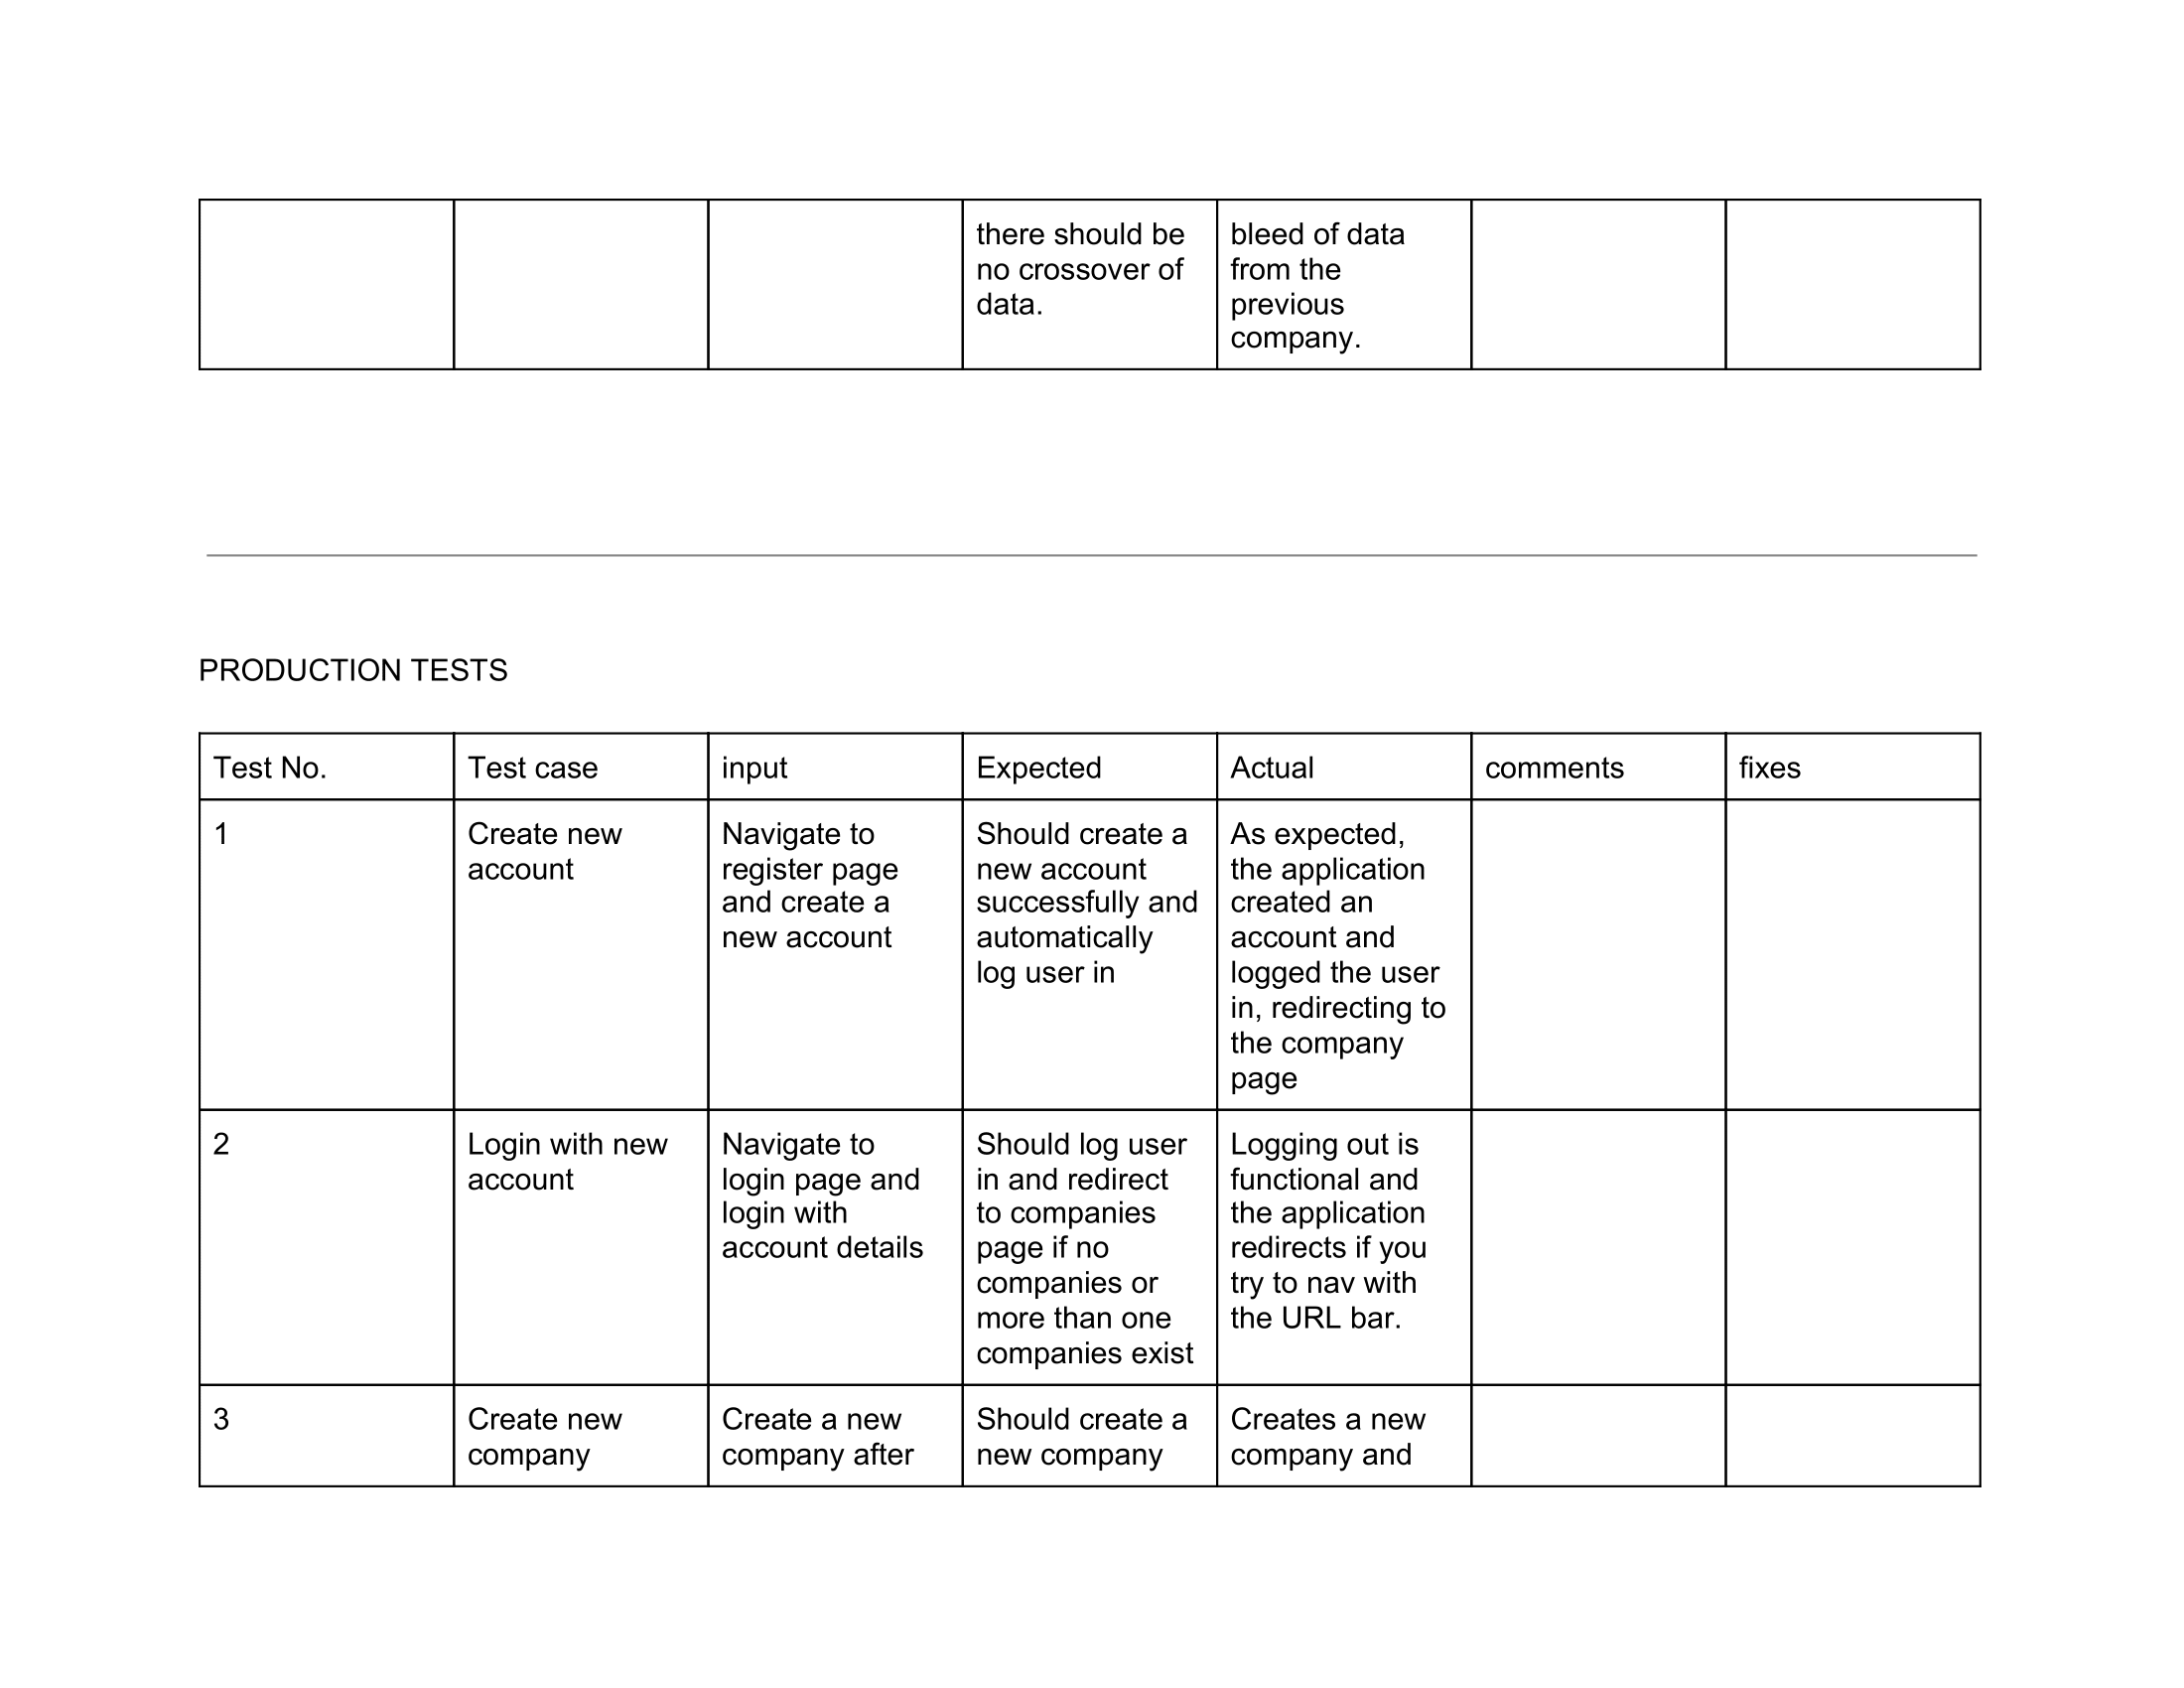 there should be
no crossover of
data.
bleed of data
from the
previous
company.
PRODUCTION TESTS
Test No.
Test case
input
Expected
Actual
comments
fixes
1
Create new
account
Navigate to
register page
and create a
new account
Should create a
new account
successfully and
automatically
log user in
As expected,
the application
created an
account and
logged the user
in, redirecting to
the company
page
2
Login with new
account
Navigate to
login page and
login with
account details
Should log user
in and redirect
to companies
page if no
companies or
more than one
companies exist
Logging out is
functional and
the application
redirects if you
try to nav with
the URL bar.
3
Create new
company
Create a new
company after
Should create a
new company
Creates a new
company and